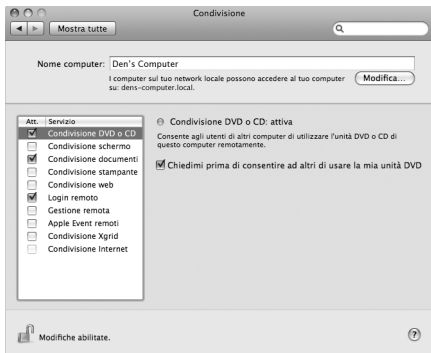 Condivisione
Mostra tutte
Nome computer: Den's Computer
I computer sul tuo network locale possono accedere al tuo computer
su: dens-computer.local.
Modifica...
Att. Servizio
Condivisione DVD o CD
Condivisione schermo
Condivisione documenti
Condivisione stampante
Condivisione web
Login remoto
Gestione remota
Apple Event remoti
Condivisione Xgrid
Condivisione Internet
Condivisione DVD o CD: attiva
Consente agli utenti di altri computer di utilizzare l'unità DVD o CD di
questo computer remotamente.
Chiedimi prima di consentire ad altri di usare la mia unità DVD
Modifiche abilitate.
?